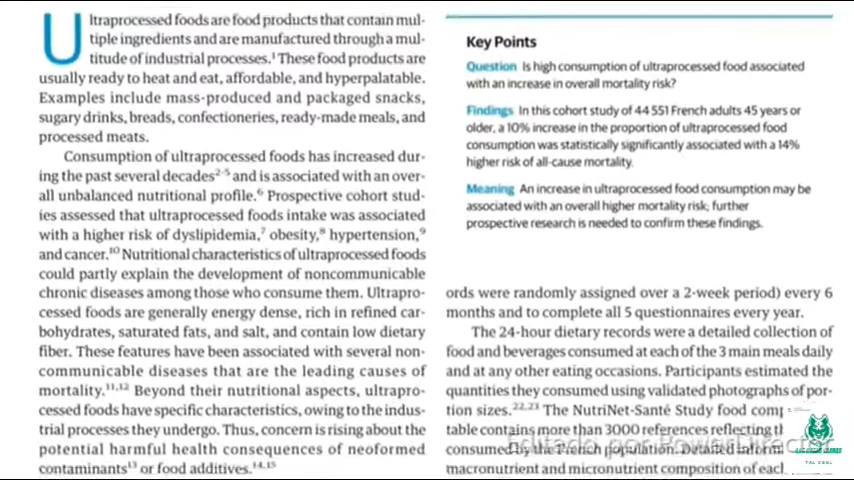 Ultraprocessed foods are food products that contain mul-
tiple ingredients and are manufactured through a mul-
titude of industrial processes.1 These food products are
usually ready to heat and eat, affordable, and hyperpalatable.
Examples include mass-produced and packaged snacks,
sugary drinks, breads, confectioneries, ready-made meals, and
processed meats.
Consumption of ultraprocessed foods has increased dur-
ing the past several decades2-5 and is associated with an over-
all unbalanced nutritional profile.6 Prospective cohort stud-
ies assessed that ultraprocessed foods intake was associated
with a higher risk of dyslipidemia,7 obesity,8 hypertension,9
and cancer.10 Nutritional characteristics of ultraprocessed foods
could partly explain the development of noncommunicable
chronic diseases among those who consume them. Ultrapro-
cessed foods are generally energy dense, rich in refined car-
bohydrates, saturated fats, and salt, and contain low dietary
fiber. These features have been associated with several non-
communicable diseases that are the leading causes of
mortality.11,12 Beyond their nutritional aspects, ultrapro-
cessed foods have specific characteristics, owing to the indus-
trial processes they undergo. Thus, concern is rising about the
potential harmful health consequences of neoformed
contaminants13 or food additives.14,15
Key Points
Question Is high consumption of ultraprocessed food associated
with an increase in overall mortality risk?
Findings In this cohort study of 44 551 French adults 45 years or
older, a 10% increase in the proportion of ultraprocessed food
consumption was statistically significantly associated with a 14%
higher risk of all-cause mortality.
Meaning An increase in ultraprocessed food consumption may be
associated with an overall higher mortality risk; further
prospective research is needed to confirm these findings.
ords were randomly assigned over a 2-week period) every 6
months and to complete all 5 questionnaires every year.
The 24-hour dietary records were a detailed collection of
food and beverages consumed at each of the 3 main meals daily
and at any other eating occasions. Participants estimated the
quantities they consumed using validated photographs of por-
tion sizes.22,23 The NutriNet-Santé Study food comp
table contains more than 3000 references reflecting th
consumed by the French population. Detailed inform
macronutrient and micronutrient composition of each
Editado por PowerDirector